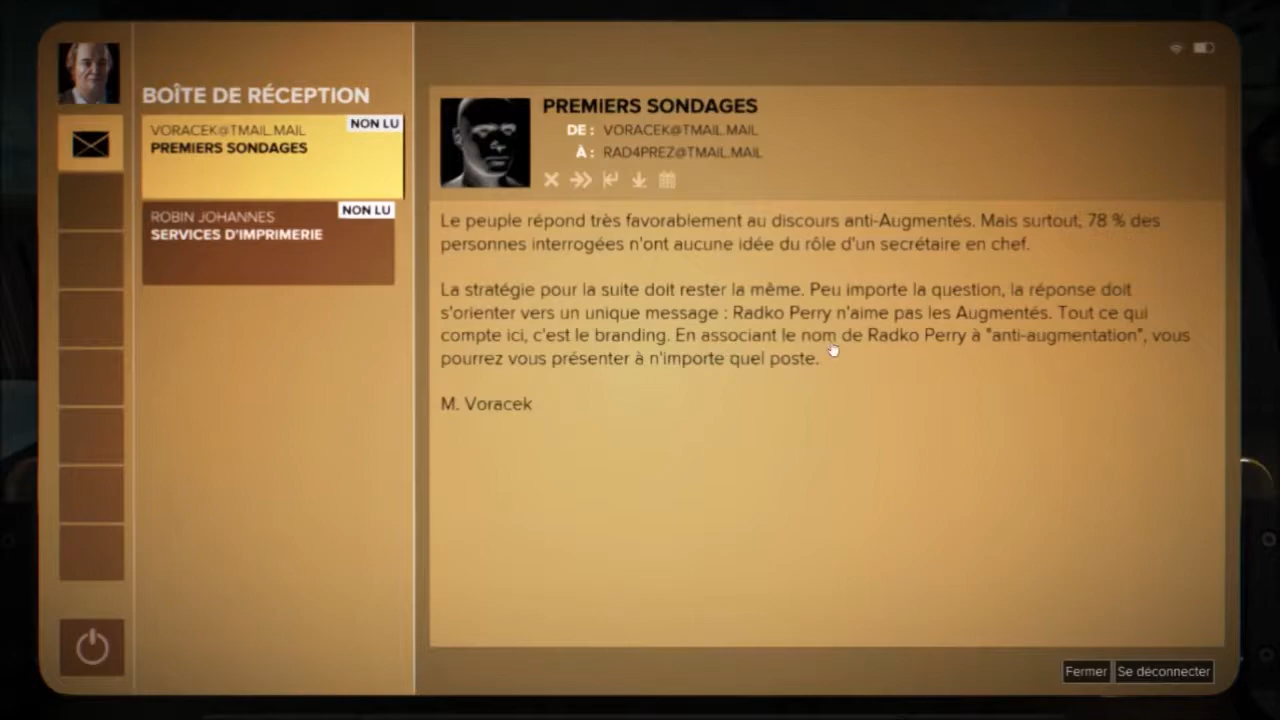 BOÎTE DE RÉCEPTION
VORACEK@TMAIL.MAIL
NON LU
PREMIERS SONDAGES
ROBIN JOHANNES
NON LU
SERVICES D'IMPRIMERIE
PREMIERS SONDAGES
DE : VORACEK@TMAIL.MAIL
À : RAD4PREZ@TMAIL.MAIL
Le peuple répond très favorablement au discours anti-Augmentés. Mais surtout, 78 % des
personnes interrogées n'ont aucune idée du rôle d'un secrétaire en chef.
La stratégie pour la suite doit rester la même. Peu importe la question, la réponse doit
s'orienter vers un unique message : Radko Perry n'aime pas les Augmentés. Tout ce qui
compte ici, c'est le branding. En associant le nom de Radko Perry à "anti-augmentation", vous
pourrez vous présenter à n'importe quel poste.
M. Voracek
Fermer
Se déconnecter